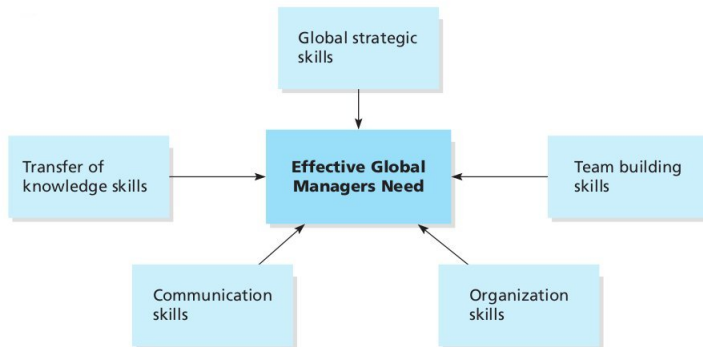 Global strategic
skills
Transfer of
knowledge skills
Effective Global
Managers Need
Team building
skills
Communication
skills
Organization
skills